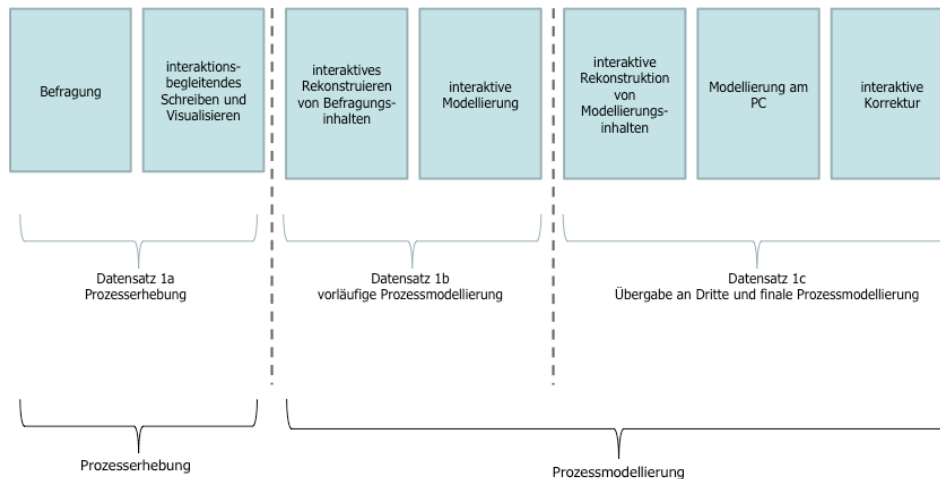 Befragung
interaktions-
begleitendes
Schreiben und
Visualisieren
interaktives
Rekonstruieren
von Befragungs-
inhalten
interaktive
Modellierung
interaktive
Rekonstruktion
von
Modellierungs-
inhalten
Modellierung am
PC
interaktive
Korrektur
Datensatz 1a
Prozesserhebung
Datensatz 1b
vorläufige Prozessmodellierung
Datensatz 1c
Übergabe an Dritte und finale Prozessmodellierung
Prozesserhebung
Prozessmodellierung